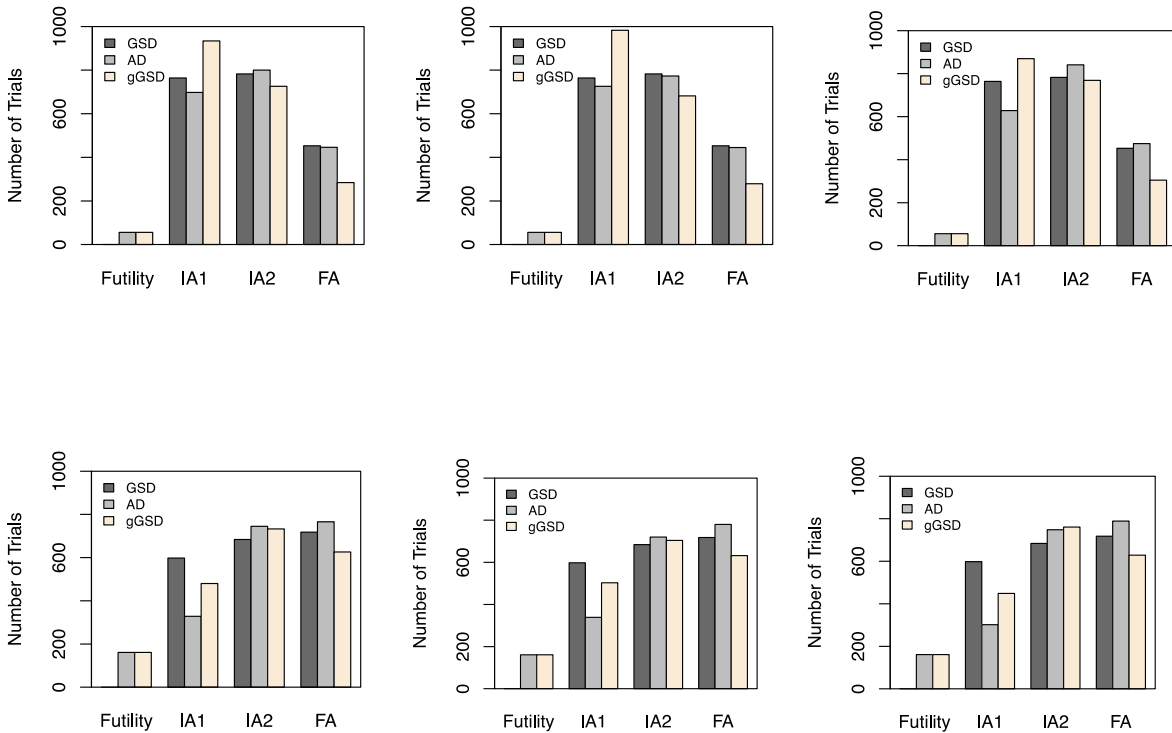 Number of Trials
0 200 600 1000
GSD
AD
gGSD
Futility IA1 IA2 FA
Number of Trials
0 200 600 1000
GSD
AD
gGSD
Futility IA1 IA2 FA
Number of Trials
0 200 600 1000
GSD
AD
gGSD
Futility IA1 IA2 FA
Number of Trials
0 200 600 1000
GSD
AD
gGSD
Futility IA1 IA2 FA
Number of Trials
0 200 600 1000
GSD
AD
gGSD
Futility IA1 IA2 FA
Number of Trials
0 200 600 1000
GSD
AD
gGSD
Futility IA1 IA2 FA